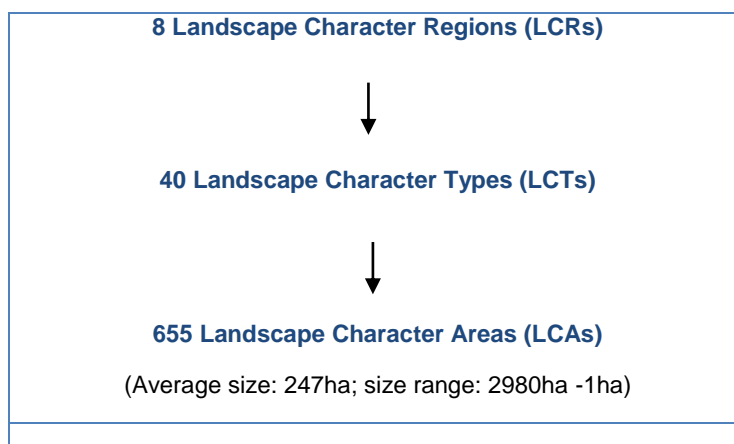 8 Landscape Character Regions (LCRs)
40 Landscape Character Types (LCTs)
655 Landscape Character Areas (LCAs)
(Average size: 247ha; size range: 2980ha -1ha)